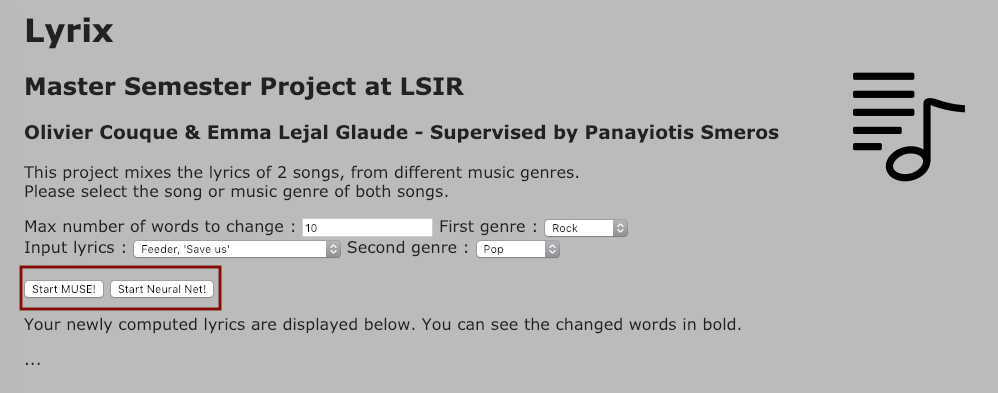 Lyrix
Master Semester Project at LSIR
Olivier Couque & Emma Lejal Glaude - Supervised by Panayiotis Smeros
This project mixes the lyrics of 2 songs, from different music genres.
Please select the song or music genre of both songs.
Max number of words to change : 10 First genre : Rock
Input lyrics : Feeder, 'Save us' Second genre : Pop
Start MUSE! Start Neural Net!
Your newly computed lyrics are displayed below. You can see the changed words in bold.
...